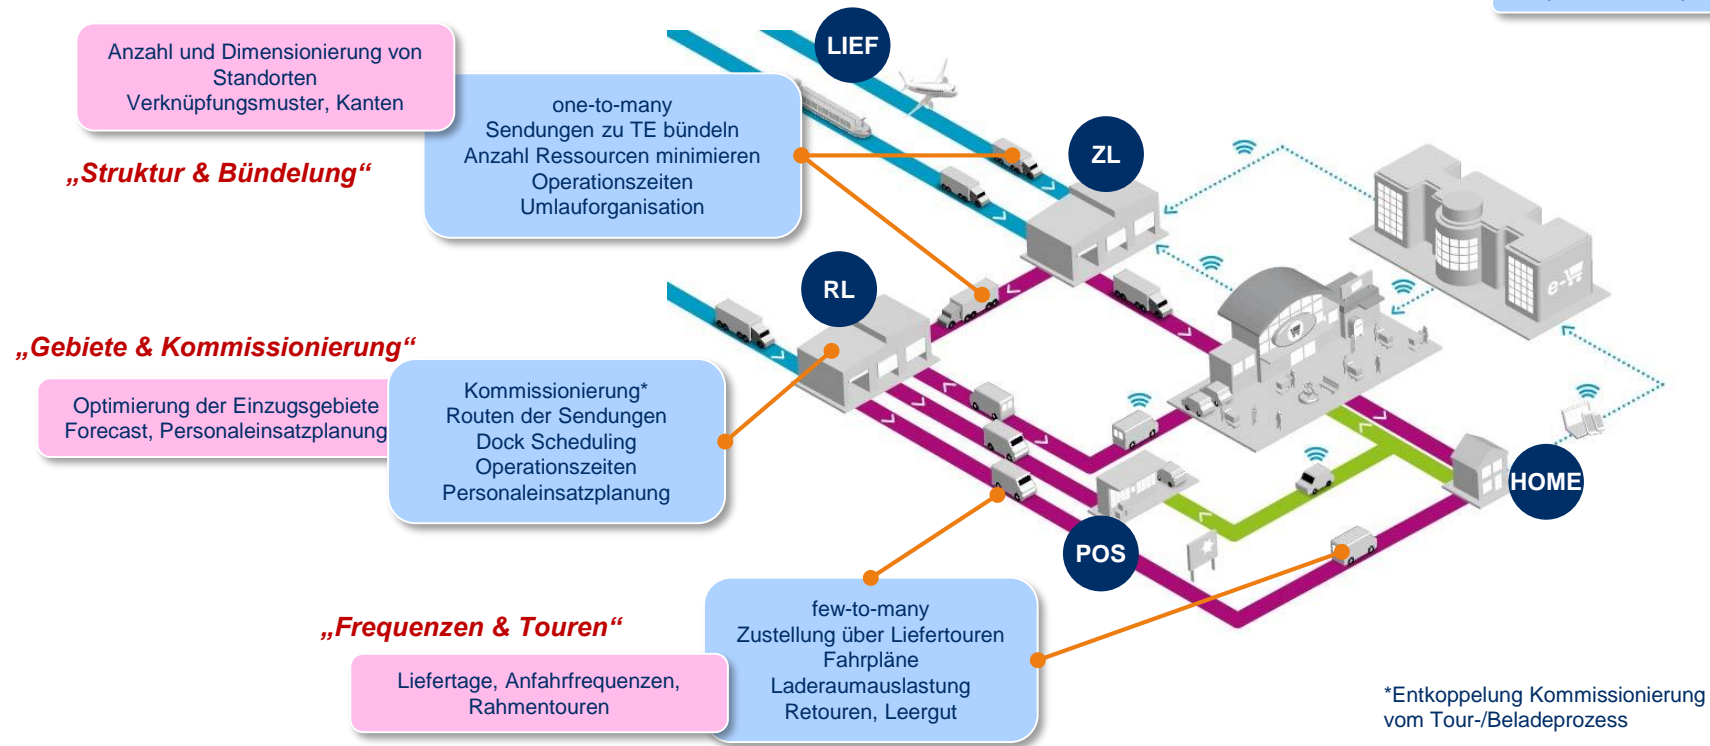 Anzahl und Dimensionierung von
Standorten
Verknüpfungsmuster, Kanten
one-to-many
Sendungen zu TE bündeln
Anzahl Ressourcen minimieren
Operationszeiten
Umlauforganisation
„Struktur & Bündelung“
LIEF
ZL
RL
e-
„Gebiete & Kommissionierung“
Optimierung der Einzugsgebiete
Forecast, Personaleinsatzplanung
Kommissionierung*
Routen der Sendungen
Dock Scheduling
Operationszeiten
Personaleinsatzplanung
HOME
POS
„Frequenzen & Touren“
few-to-many
Zustellung über Liefertouren
Fahrpläne
Laderaumauslastung
Retouren, Leergut
Liefertage, Anfahrfrequenzen,
Rahmentouren
*Entkoppelung Kommissionierung
vom Tour-/Beladeprozess